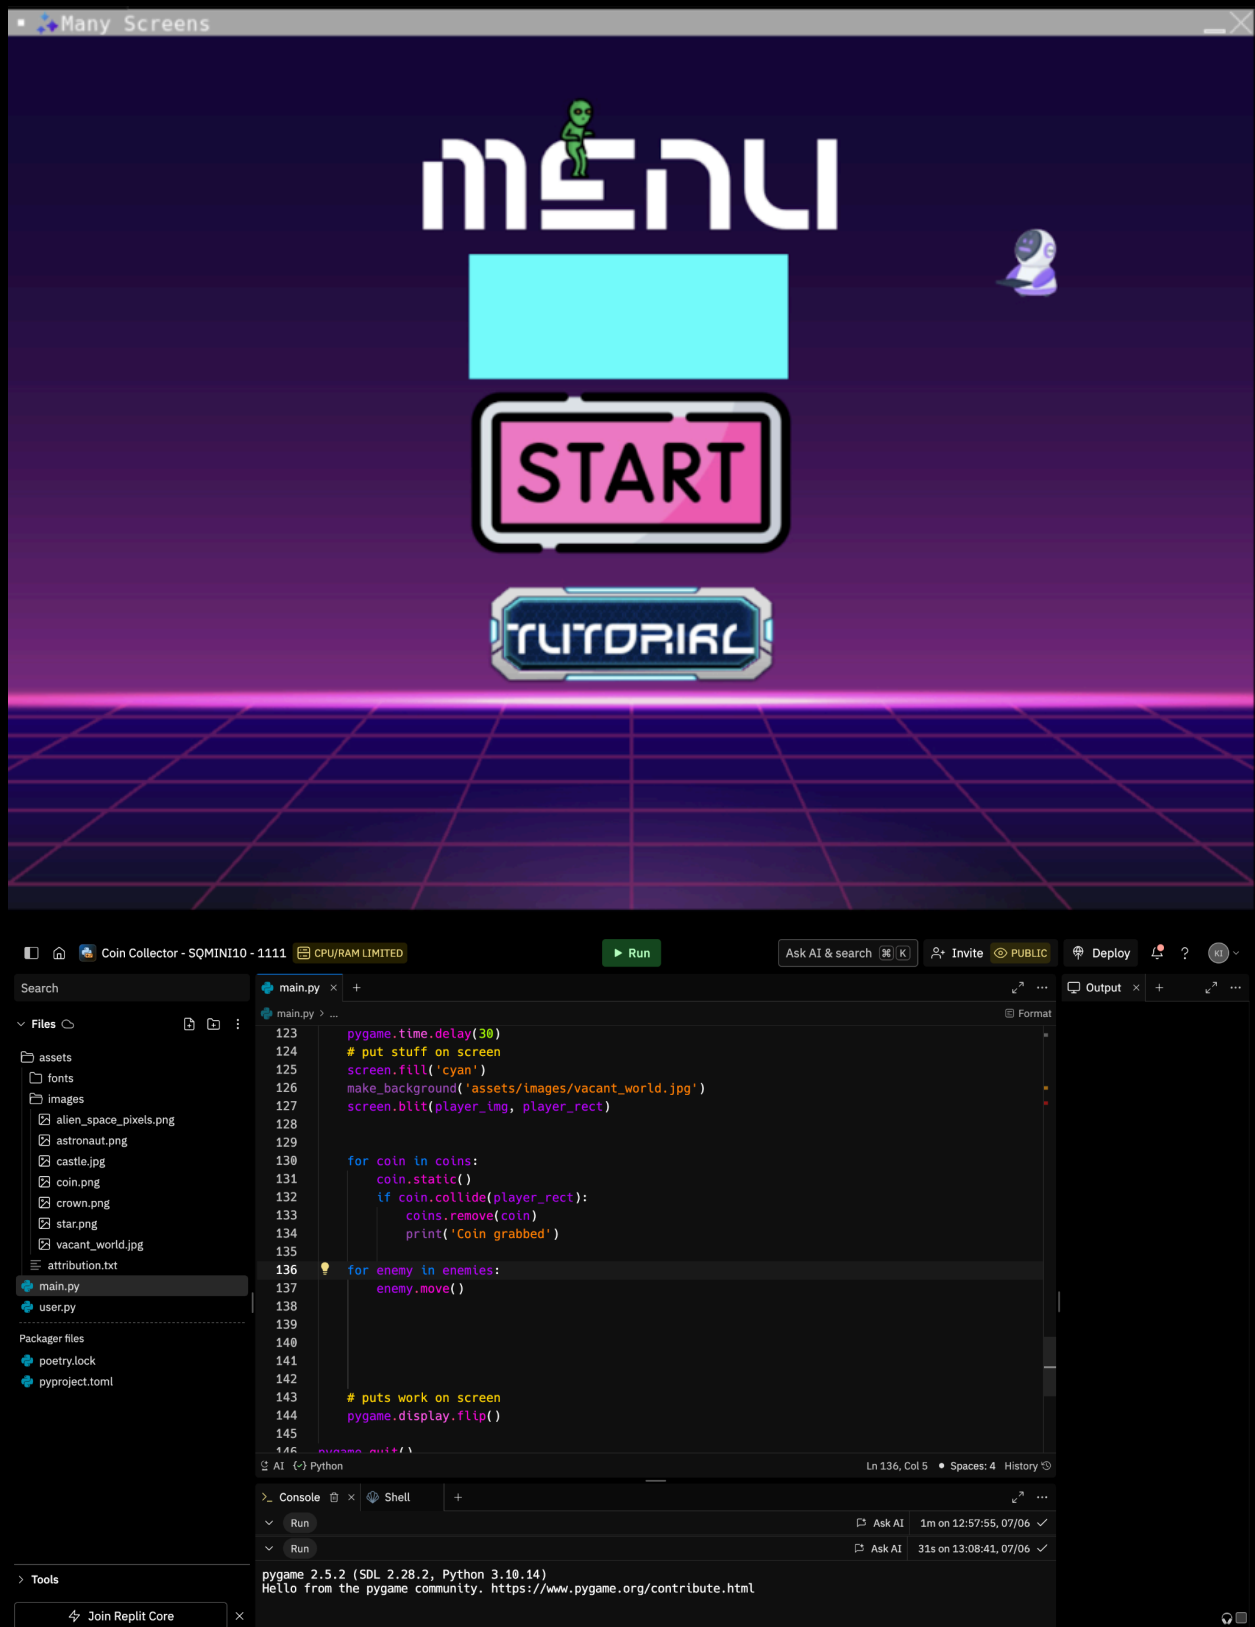 Many Screens
MENU
START
TUTORIAL
Coin Collector - SQMINI10 - 1111
CPU/RAM LIMITED
Run
Ask AI & search ⌘ K
Invite
PUBLIC
Deploy
KI
Search
Files
assets
fonts
images
alien_space_pixels.png
astronaut.png
castle.jpg
coin.png
crown.png
star.png
vacant_world.jpg
attribution.txt
main.py
user.py
Packager files
poetry.lock
pyproject.toml
Tools
Join Replit Core
main.py
main.py > ...
Format
123 pygame.time.delay(30)
124 # put stuff on screen
125 screen.fill('cyan')
126 make_background('assets/images/vacant_world.jpg')
127 screen.blit(player_img, player_rect)
128
129
130 for coin in coins:
131 coin.static()
132 if coin.collide(player_rect):
133 coins.remove(coin)
134 print('Coin grabbed')
135
136 for enemy in enemies:
137 enemy.move()
138
139
140
141
142
143 # puts work on screen
144 pygame.display.flip()
145
146 pygame.quit()
AI {} Python
Ln 136, Col 5 • Spaces: 4 History
Console
Shell
Run
Ask AI
1m on 12:57:55, 07/06
Run
Ask AI
31s on 13:08:41, 07/06
pygame 2.5.2 (SDL 2.28.2, Python 3.10.14)
Hello from the pygame community. https://www.pygame.org/contribute.html
Output